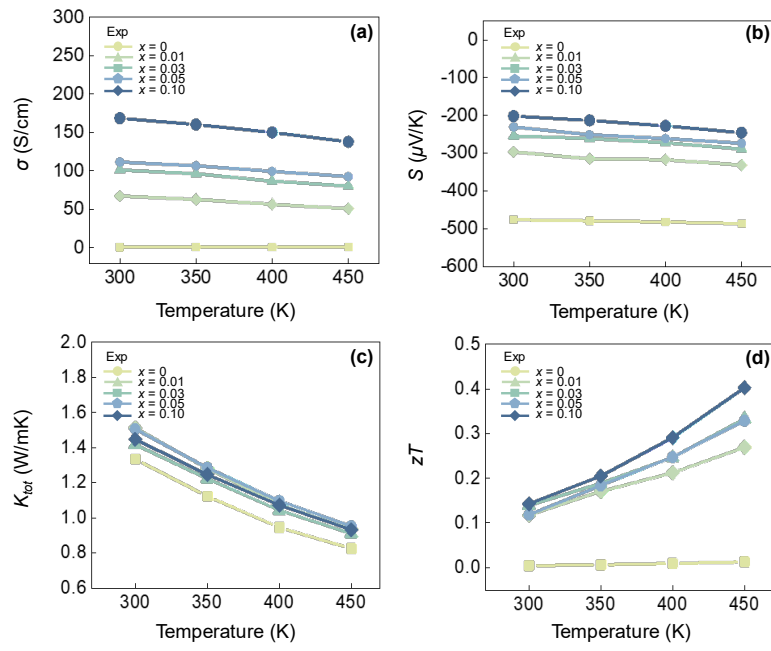 (a)
Exp
x = 0
x = 0.01
x = 0.03
x = 0.05
x = 0.10
300
250
200
150
100
50
0
σ (S/cm)
300 350 400 450
Temperature (K)
(b)
Exp
x = 0
x = 0.01
x = 0.03
x = 0.05
x = 0.10
0
-100
-200
-300
-400
-500
-600
S (µV/K)
300 350 400 450
Temperature (K)
(c)
Exp
x = 0
x = 0.01
x = 0.03
x = 0.05
x = 0.10
2.0
1.8
1.6
1.4
1.2
1.0
0.8
0.6
K_tot (W/mK)
300 350 400 450
Temperature (K)
(d)
Exp
x = 0
x = 0.01
x = 0.03
x = 0.05
x = 0.10
0.5
0.4
0.3
0.2
0.1
0.0
zT
300 350 400 450
Temperature (K)